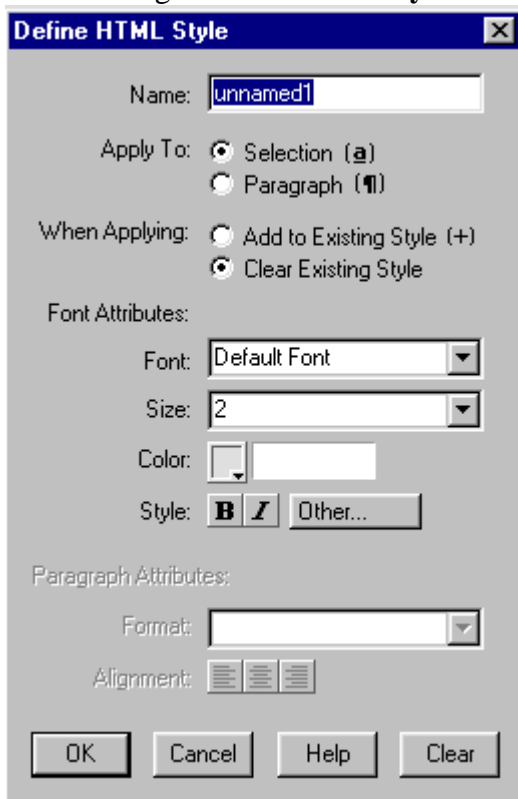 Define HTML Style
Name: unnamed1
Apply To: Selection (a)
Paragraph (¶)
When Applying: Add to Existing Style (+)
Clear Existing Style
Font Attributes:
Font: Default Font
Size: 2
Color:
Style: B I Other...
Paragraph Attributes:
Format:
Alignment:
OK Cancel Help Clear